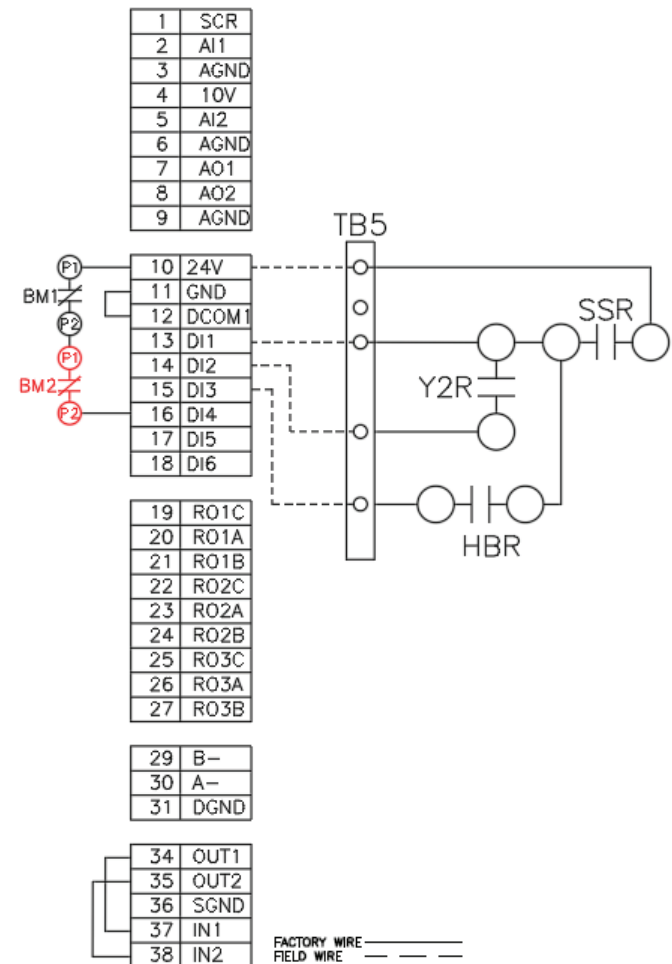 1 SCR
2 AI1
3 AGND
4 10V
5 AI2
6 AGND
7 AO1
8 AO2
9 AGND
TB5
P1
BM1
P2
P1
BM2
P2
10 24V
11 GND
12 DCOM1
13 DI1
14 DI2
15 DI3
16 DI4
17 DI5
18 DI6
SSR
Y2R
HBR
19 RO1C
20 RO1A
21 RO1B
22 RO2C
23 RO2A
24 RO2B
25 RO3C
26 RO3A
27 RO3B
29 B-
30 A-
31 DGND
34 OUT1
35 OUT2
36 SGND
37 IN1
38 IN2
FACTORY WIRE
FIELD WIRE